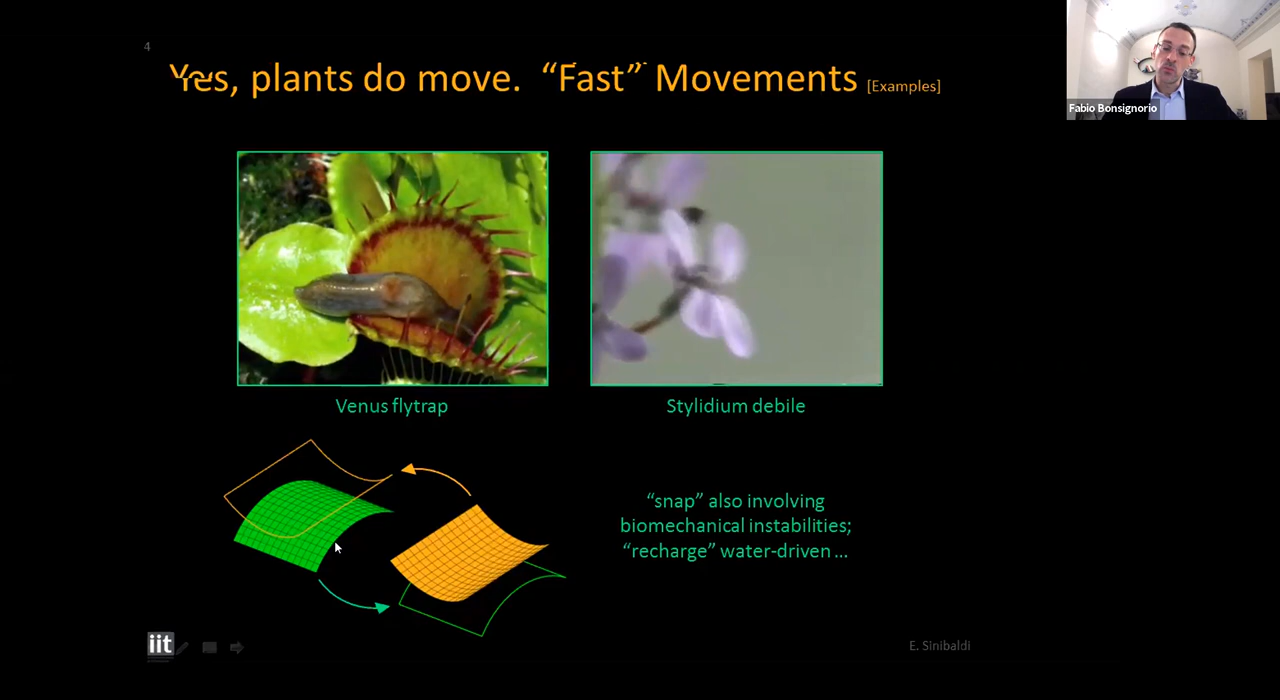 4
Yes, plants do move. “Fast” Movements [Examples]
Fabio Bonsignorio
Venus flytrap
Stylidium debile
“snap” also involving
biomechanical instabilities;
“recharge” water-driven ...
iit
E. Sinibaldi